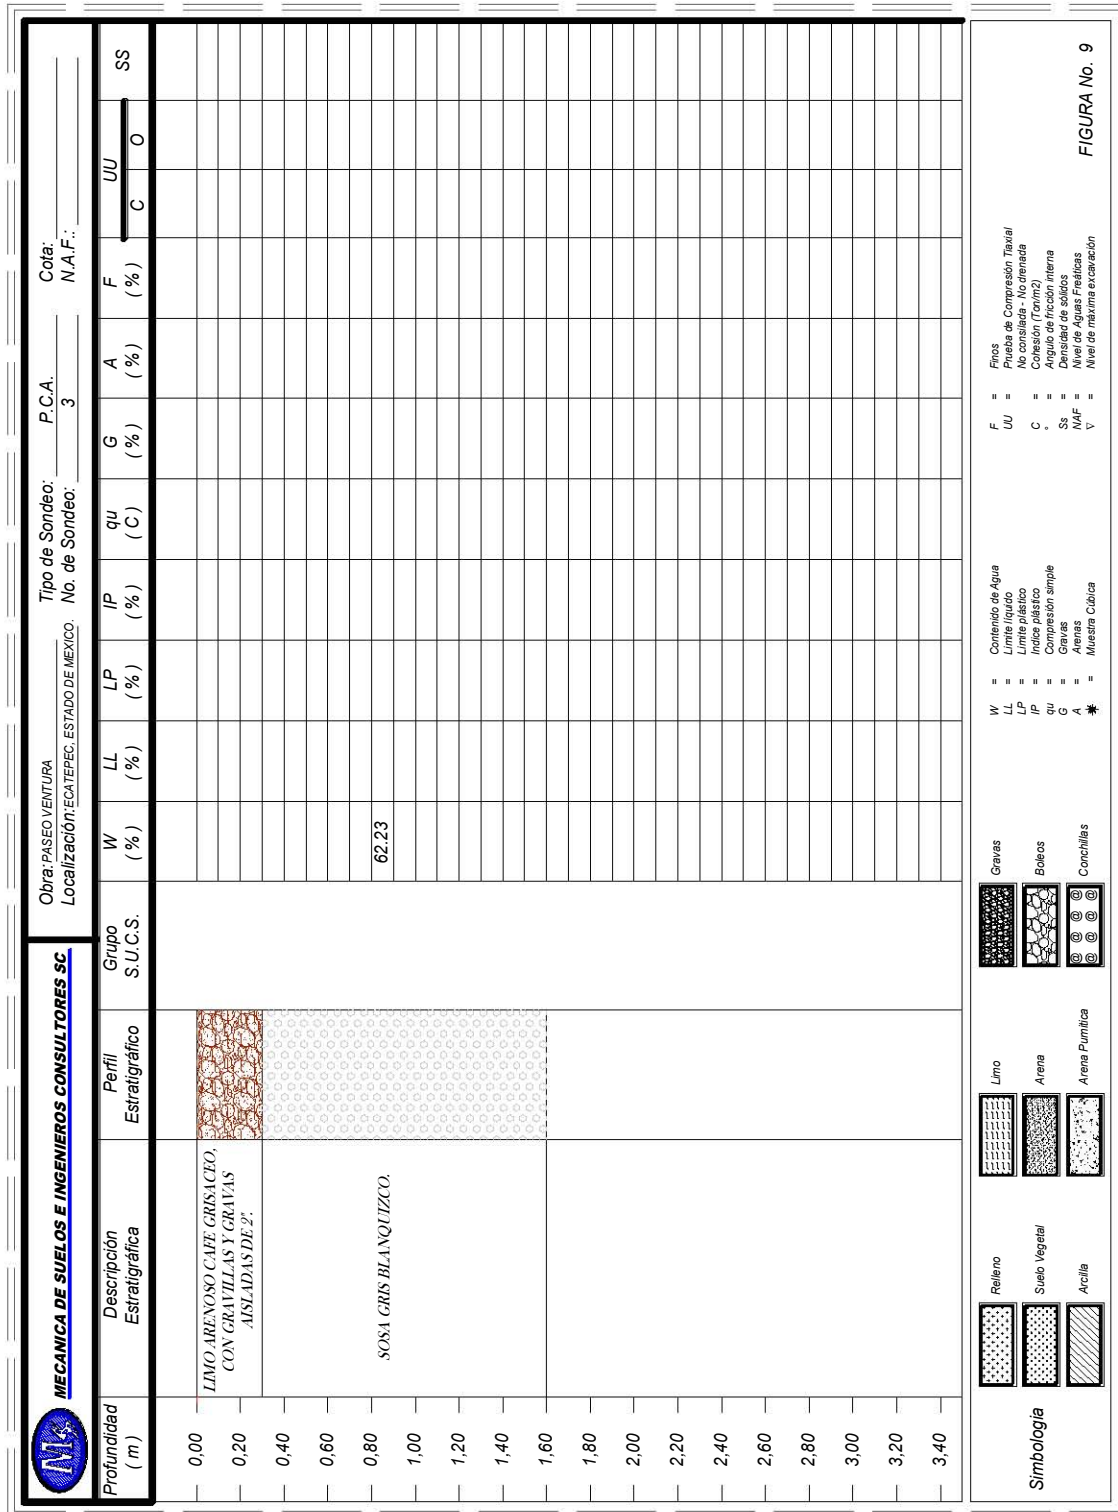 MECANICA DE SUELOS E INGENIEROS CONSULTORES SC
Obra: PASEO VENTURA
Localización: ECATEPEC, ESTADO DE MEXICO.
Tipo de Sondeo: P.C.A.
No. de Sondeo: 3
Cota:
N.A.F.:
Profundidad
( m )
Descripción
Estratigráfica
Perfil
Estratigráfico
Grupo
S.U.C.S.
W
( % )
LL
( % )
LP
( % )
IP
( % )
qu
( C )
G
( % )
A
( % )
F
( % )
UU
C O
SS
0,00
0,20
0,40
0,60
0,80
1,00
1,20
1,40
1,60
1,80
2,00
2,20
2,40
2,60
2,80
3,00
3,20
3,40
LIMO ARENOSO CAFE GRISACEO,
CON GRAVILLAS Y GRAVAS
AISLADAS DE 2".
SOSA GRIS BLANQUIZCO.
62.23
Simbología
Relleno
Suelo Vegetal
Arcilla
Limo
Arena
Arena Pumítica
Gravas
Boleos
Conchillas
W = Contenido de Agua
LL = Limite líquido
LP = Limite plástico
IP = Indice plástico
qu = Compresión simple
G = Gravas
A = Arenas
✷ = Muestra Cúbica
F = Finos
UU = Prueba de Compresión Tiaxial
No consilada - No drenada
C = Cohesión (Ton/m2)
° = Angulo de fricción interna
Ss = Densidad de sólidos
NAF = Nivel de Aguas Freáticas
▽ = Nivel de máxima excavación
FIGURA No. 9